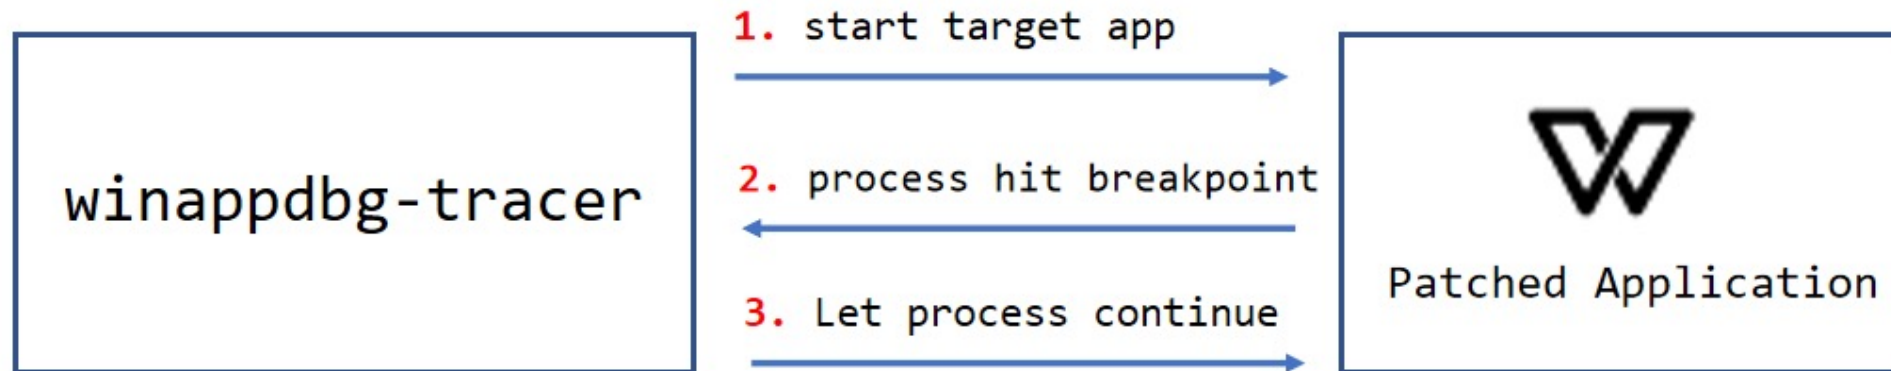 1. start target app
winappdbg-tracer
2. process hit breakpoint
3. Let process continue
Patched Application